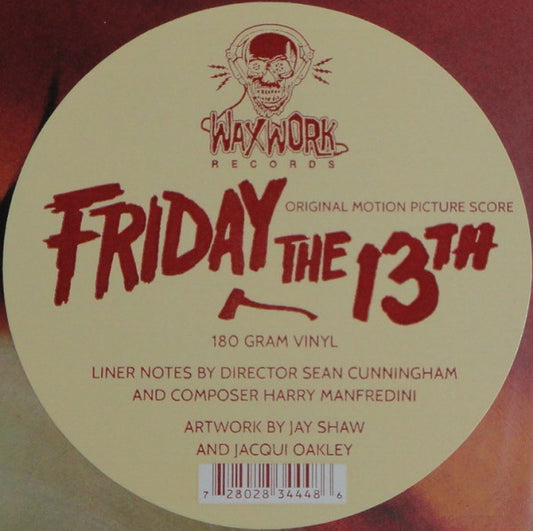 WAXWORK
RECORDS
ORIGINAL MOTION PICTURE SCORE
FRIDAY THE 13TH
180 GRAM VINYL
LINER NOTES BY DIRECTOR SEAN CUNNINGHAM
AND COMPOSER HARRY MANFREDINI
ARTWORK BY JAY SHAW
AND JACQUI OAKLEY
7 28028 34448 6